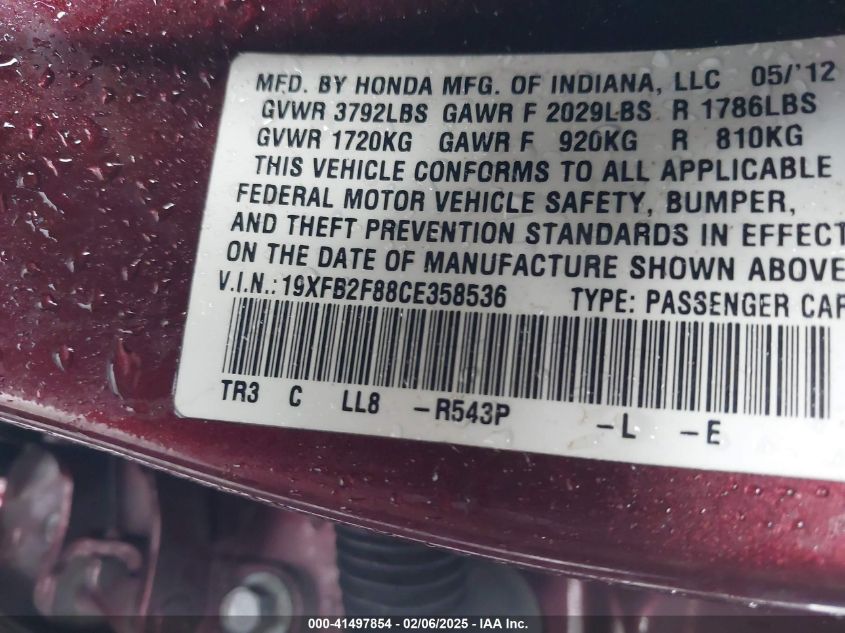 MFD. BY HONDA MFG. OF INDIANA, LLC 05/'12
GVWR 3792LBS GAWR F 2029LBS R 1786LBS
GVWR 1720KG GAWR F 920KG R 810KG
THIS VEHICLE CONFORMS TO ALL APPLICABLE
FEDERAL MOTOR VEHICLE SAFETY, BUMPER,
AND THEFT PREVENTION STANDARDS IN EFFECT
ON THE DATE OF MANUFACTURE SHOWN ABOVE
V.I.N.: 19XFB2F88CE358536 TYPE: PASSENGER CAR
TR3 C LL8 -R543P -L -E
000-41497854 - 02/06/2025 - IAA Inc.